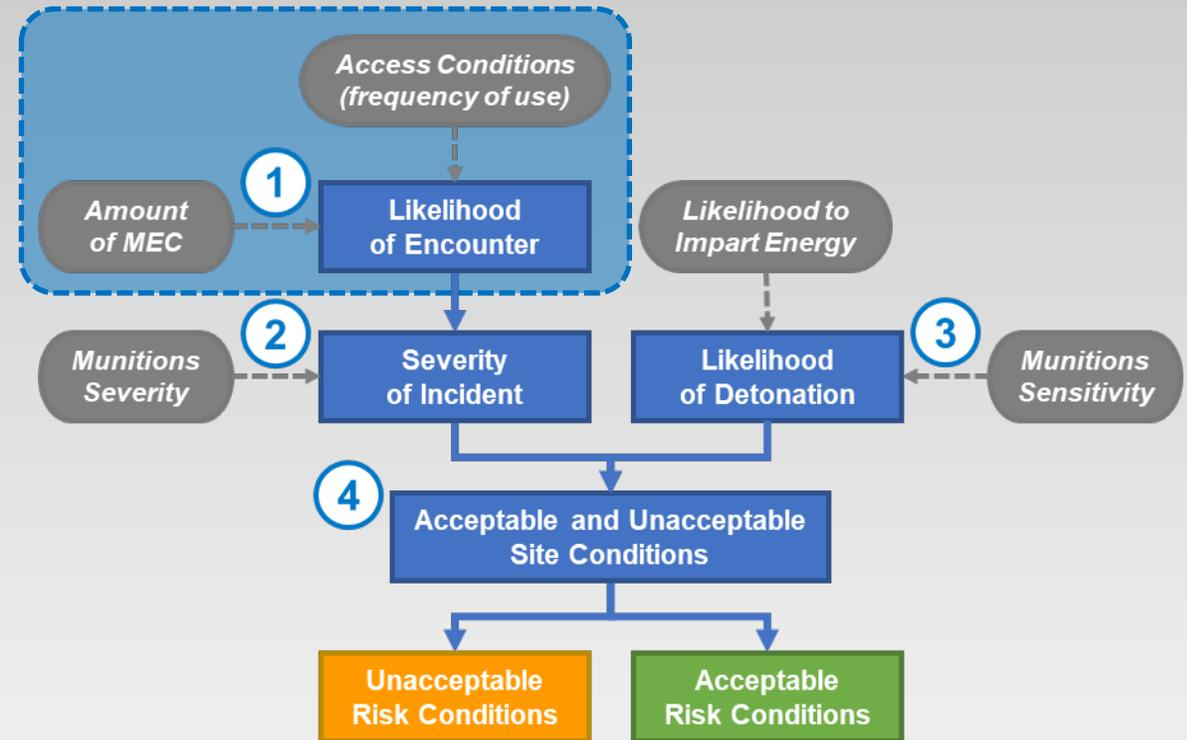 Access Conditions
(frequency of use)
1
Amount
of MEC
Likelihood
of Encounter
Likelihood to
Impart Energy
2
Munitions
Severity
Severity
of Incident
Likelihood
of Detonation
3
Munitions
Sensitivity
4
Acceptable and Unacceptable
Site Conditions
Unacceptable
Risk Conditions
Acceptable
Risk Conditions